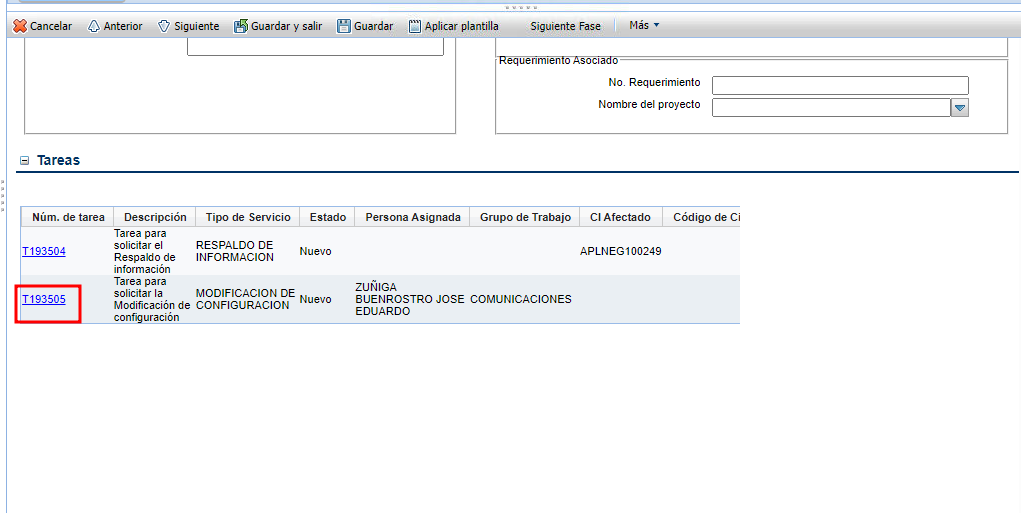 Cancelar Anterior Siguiente Guardar y salir Guardar Aplicar plantilla Siguiente Fase Más
Requerimiento Asociado
No. Requerimiento
Nombre del proyecto
Tareas
Núm. de tarea Descripción Tipo de Servicio Estado Persona Asignada Grupo de Trabajo CI Afectado Código de Ci
T193504
Tarea para
solicitar el
Respaldo de
información
RESPALDO DE
INFORMACION
Nuevo
APLNEG100249
T193505
Tarea para
solicitar la
Modificación de
configuración
MODIFICACION DE
CONFIGURACION
Nuevo
ZUÑIGA
BUENROSTRO JOSE
EDUARDO
COMUNICACIONES